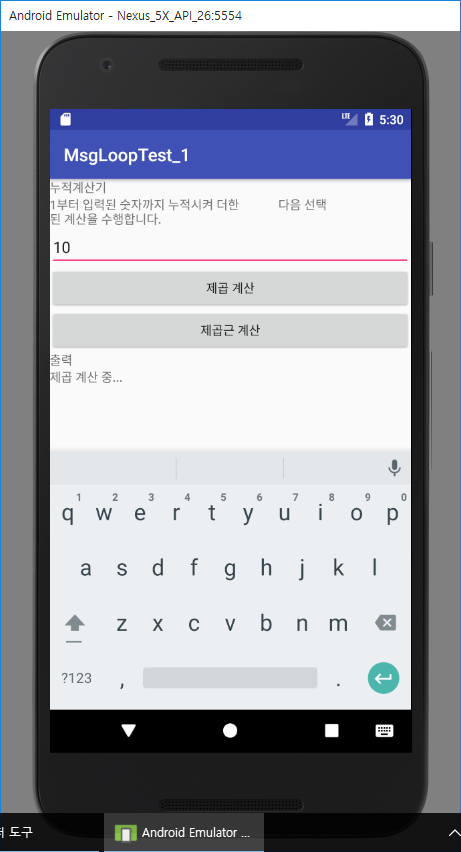 Android Emulator - Nexus_5X_API_26:5554
LTE 5:30
MsgLoopTest_1
누적계산기
1부터 입력된 숫자까지 누적시켜 더한 다음 선택
된 계산을 수행합니다.
10
제곱 계산
제곱근 계산
출력
제곱 계산 중...
1 2 3 4 5 6 7 8 9 0
q w e r t y u i o p
a s d f g h j k l
z x c v b n m
?123 , .
도구 Android Emulator ...